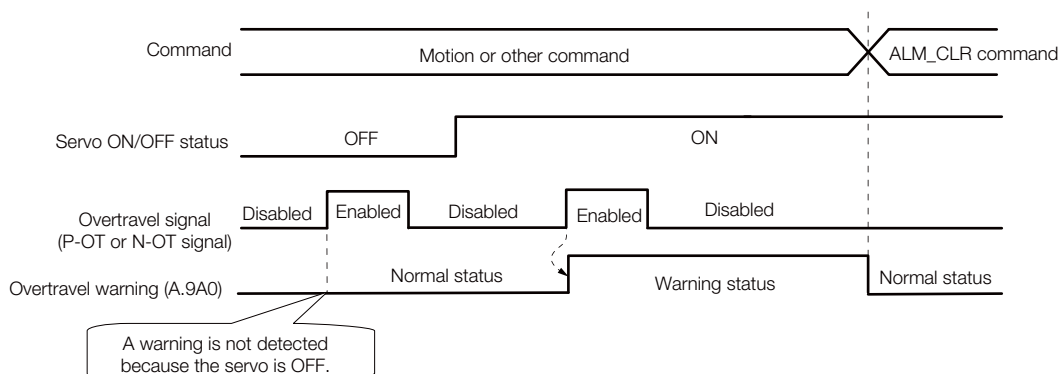 Command
Motion or other command
ALM_CLR command
Servo ON/OFF status
OFF
ON
Overtravel signal
(P-OT or N-OT signal)
Disabled
Enabled
Disabled
Enabled
Disabled
Overtravel warning (A.9A0)
Normal status
Warning status
Normal status
A warning is not detected
because the servo is OFF.